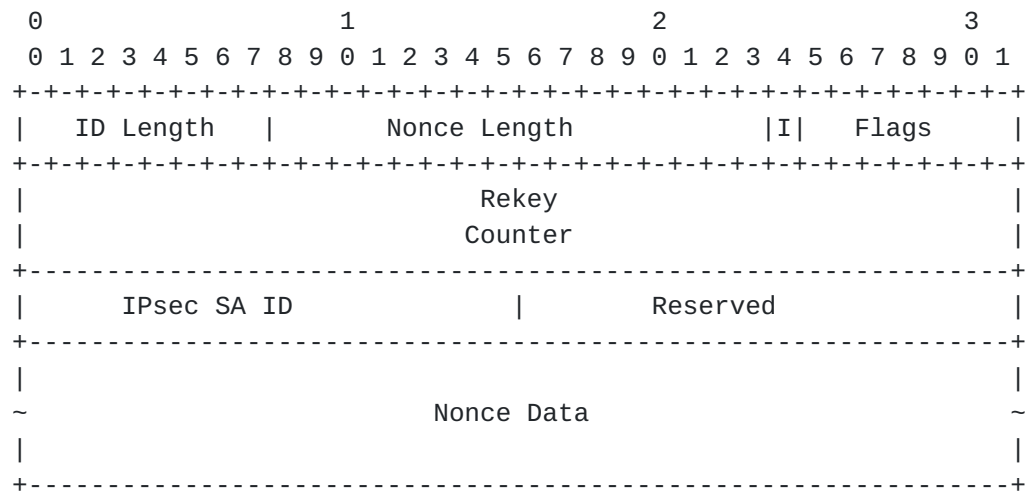 0                   1                   2                   3
 0 1 2 3 4 5 6 7 8 9 0 1 2 3 4 5 6 7 8 9 0 1 2 3 4 5 6 7 8 9 0 1
+-+-+-+-+-+-+-+-+-+-+-+-+-+-+-+-+-+-+-+-+-+-+-+-+-+-+-+-+-+-+-+-+
|   ID Length   |       Nonce Length            |I|   Flags     |
+-+-+-+-+-+-+-+-+-+-+-+-+-+-+-+-+-+-+-+-+-+-+-+-+-+-+-+-+-+-+-+-+
|                             Rekey                             |
|                            Counter                            |
+---------------------------------------------------------------+
|      IPsec SA ID              |        Reserved               |
+---------------------------------------------------------------+
|                                                               |
~                          Nonce Data                           ~
|                                                               |
+---------------------------------------------------------------+